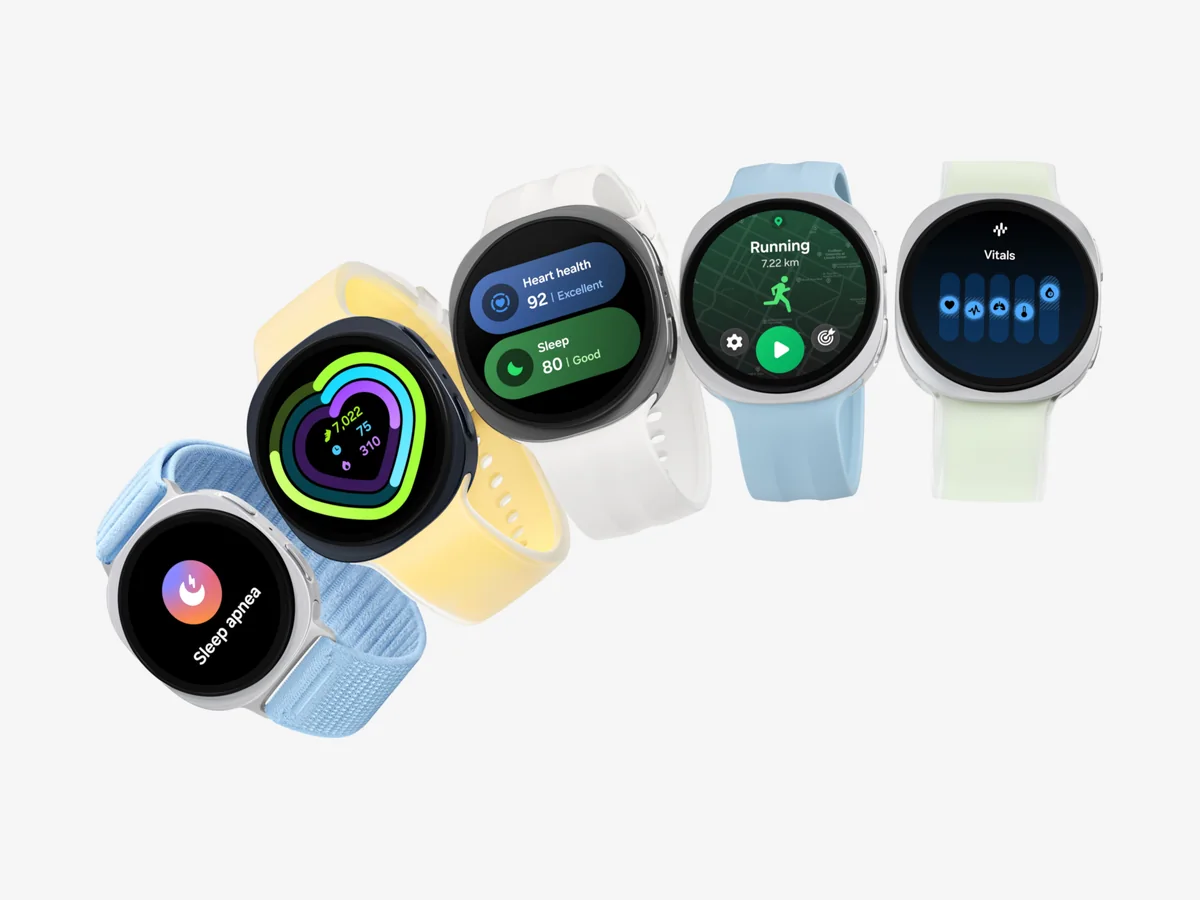 Sleep apnea
7,022
75
310
Heart health
92 | Excellent
Sleep
80 | Good
Running
7.22 km
Vitals